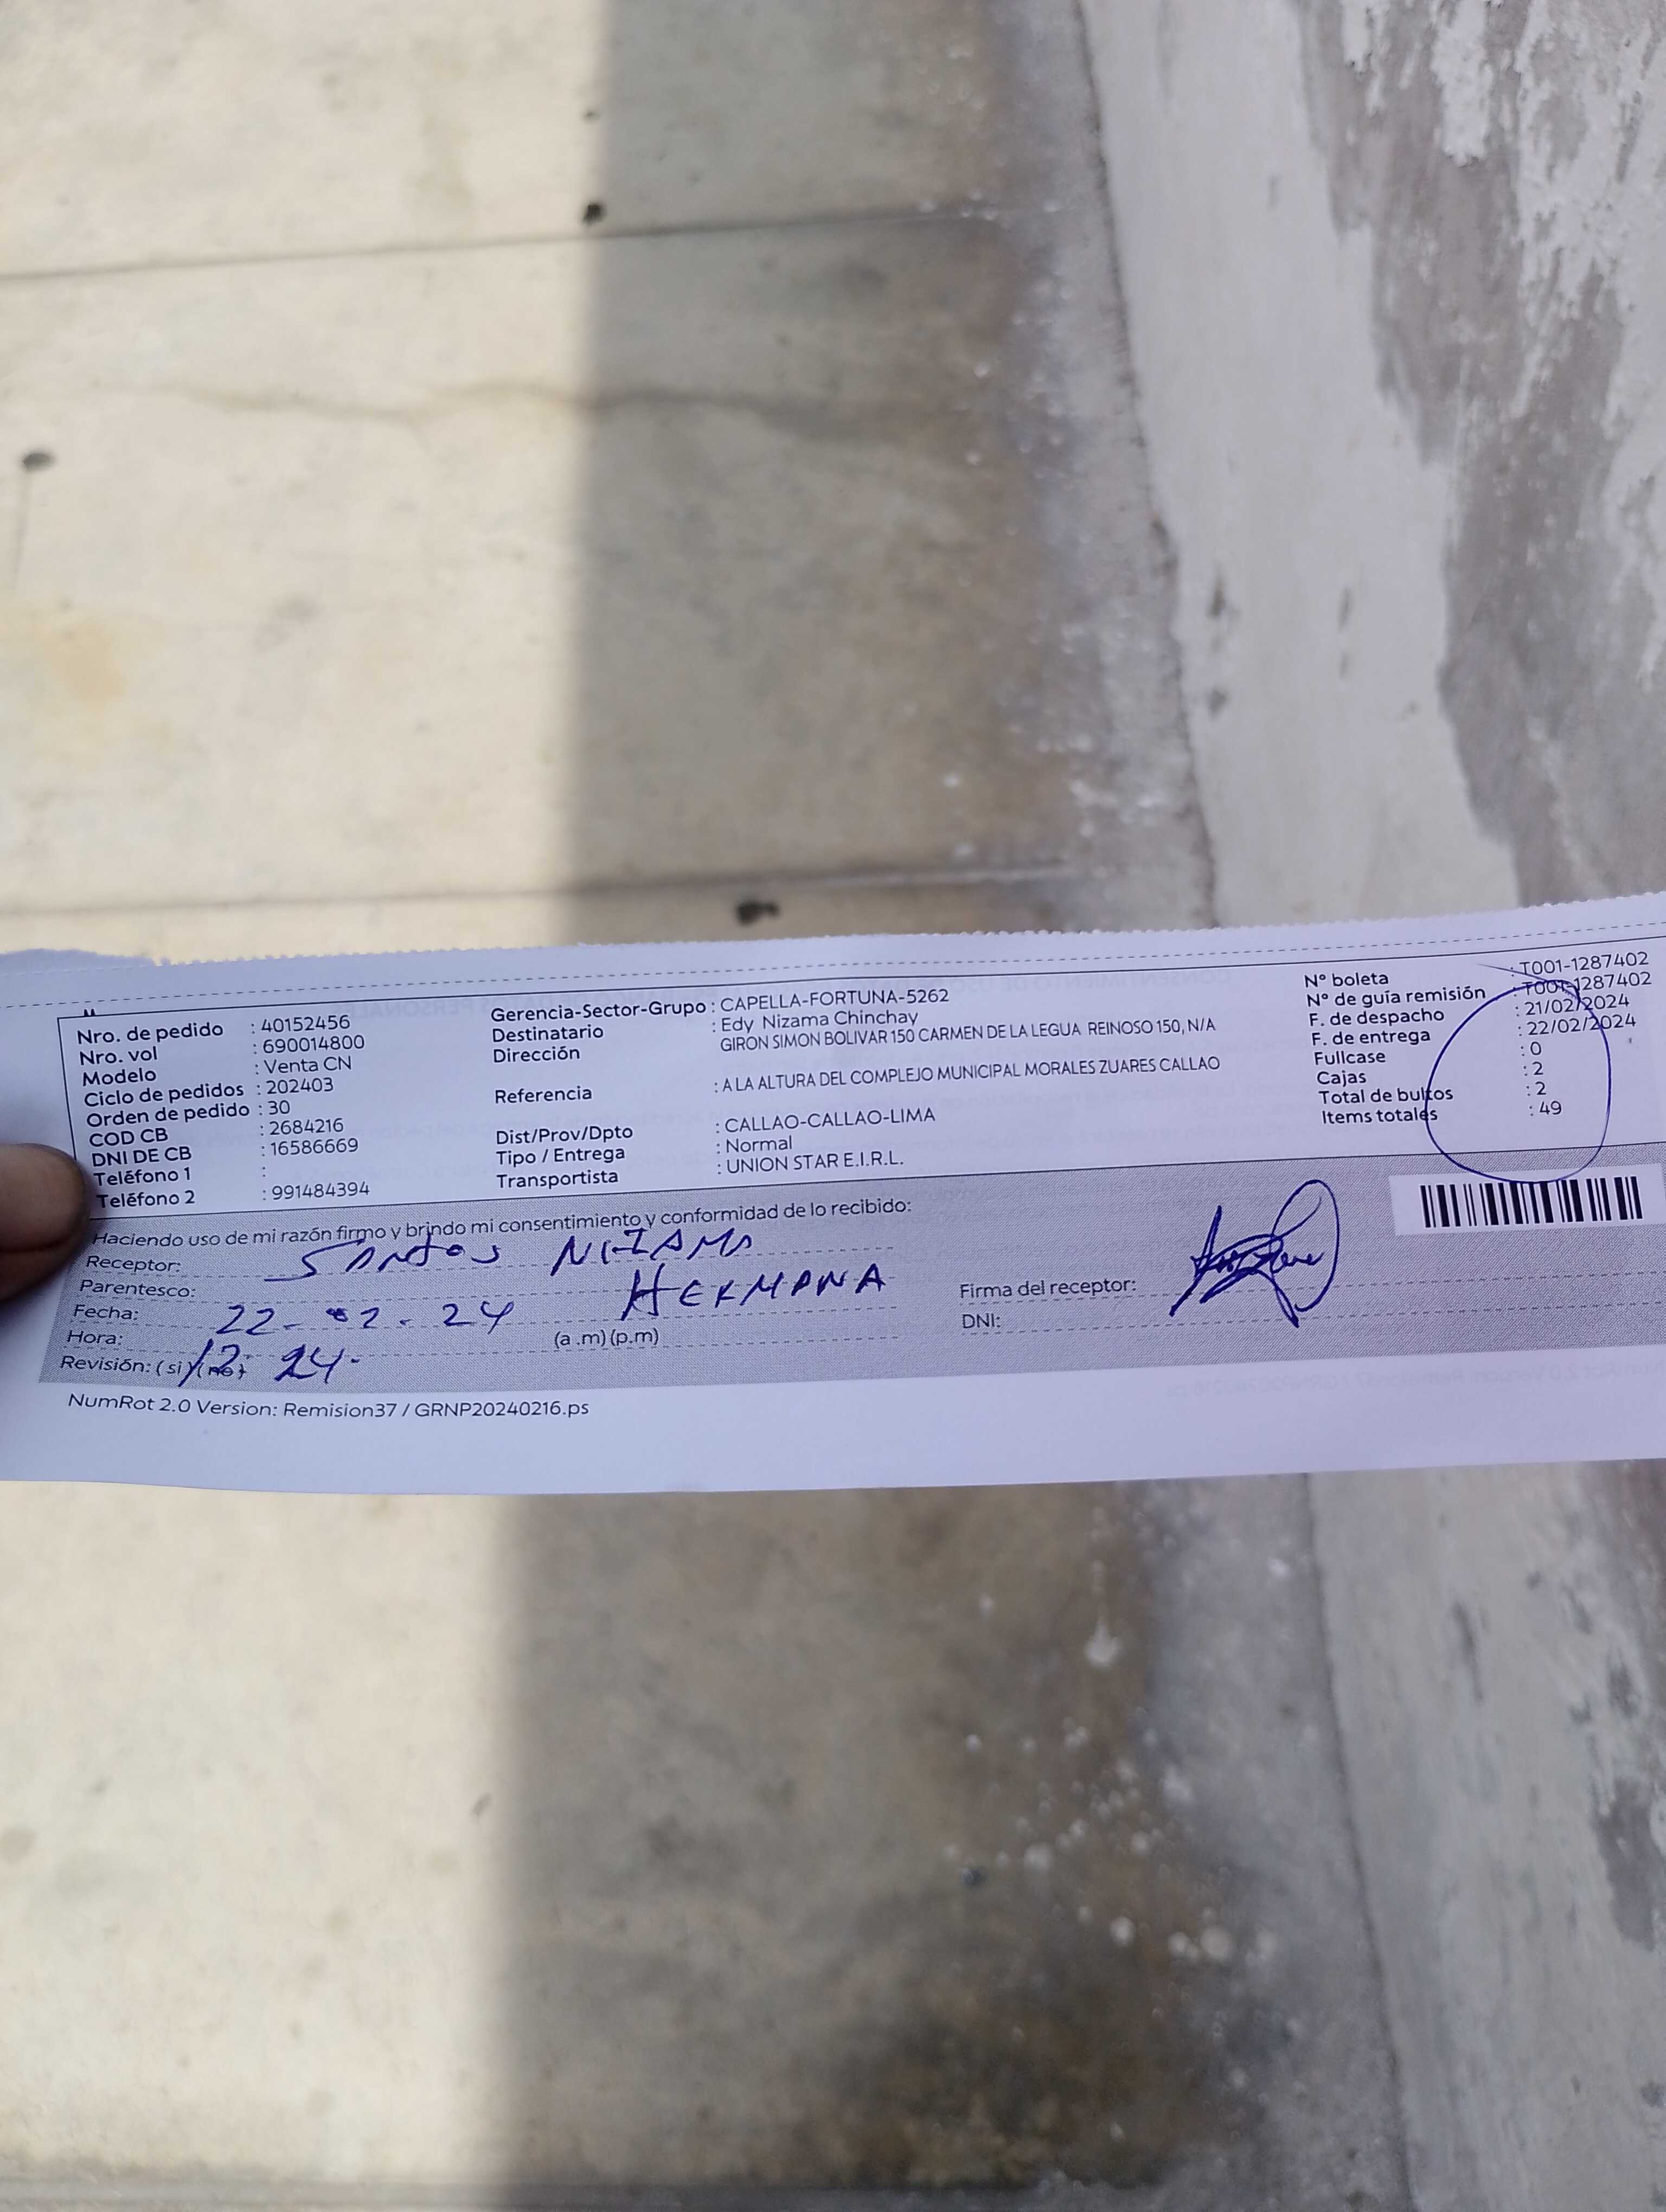 Nro. de pedido : 40152456
Nro. vol : 690014800
Modelo : Venta CN
Ciclo de pedidos : 202403
Orden de pedido : 30
COD CB : 2684216
DNI DE CB : 16586669
Teléfono 1 :
Teléfono 2 : 991484394
Gerencia-Sector-Grupo : CAPELLA-FORTUNA-5262
Destinatario : Edy Nizama Chinchay
Dirección GIRON SIMON BOLIVAR 150 CARMEN DE LA LEGUA REINOSO 150, N/A
Referencia : A LA ALTURA DEL COMPLEJO MUNICIPAL MORALES ZUARES CALLAO
Dist/Prov/Dpto : CALLAO-CALLAO-LIMA
Tipo / Entrega : Normal
Transportista : UNION STAR E.I.R.L.
N° boleta : T001-1287402
N° de guía remisión : T001-1287402
F. de despacho : 21/02/2024
F. de entrega : 22/02/2024
Fullcase : 0
Cajas : 2
Total de bultos : 2
Items totales : 49
Haciendo uso de mi razón firmo y brindo mi consentimiento y conformidad de lo recibido:
Receptor: Santos
Parentesco: HERMANA
Fecha: 22-02-24
Hora: 12 24 (a .m) (p.m)
Revisión: ( si ) ( no )
Firma del receptor:
DNI:
NumRot 2.0 Version: Remision37 / GRNP20240216.ps